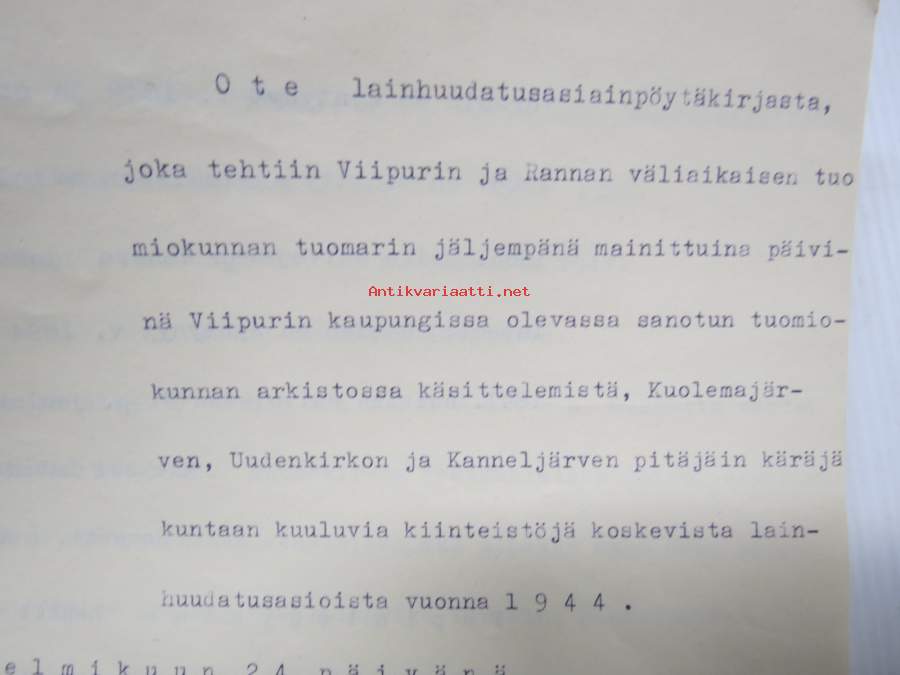 O t e lainhuudatusasiainpöytäkirjasta,
joka tehtiin Viipurin ja Rannan väliaikaisen tuo
miokunnan tuomarin jäljempänä mainittuina päivi-
Antikvariaatti.net
nä Viipurin kaupungissa olevassa sanotun tuomio-
kunnan arkistossa käsittelemistä, Kuolemajär-
ven, Uudenkirkon ja Kanneljärven pitäjäin käräjä
kuntaan kuuluvia kiinteistöjä koskevista lain-
huudatusasioista vuonna 1 9 4 4 .
e l m i k u u n 24 p ä i v ä n ä